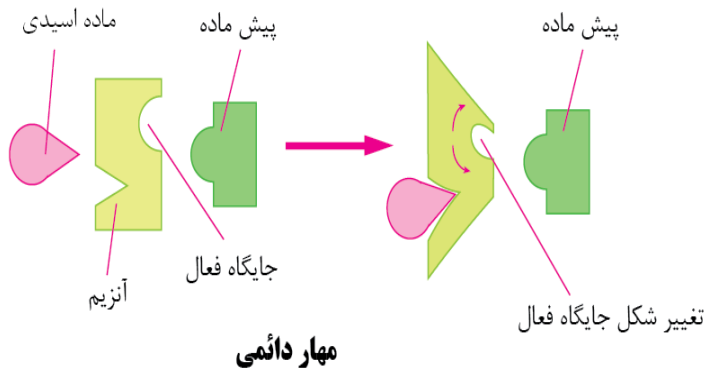 ماده اسیدی
پیش ماده
پیش ماده
جایگاه فعال
آنزیم
تغییر شکل جایگاه فعال
مهار دائمی